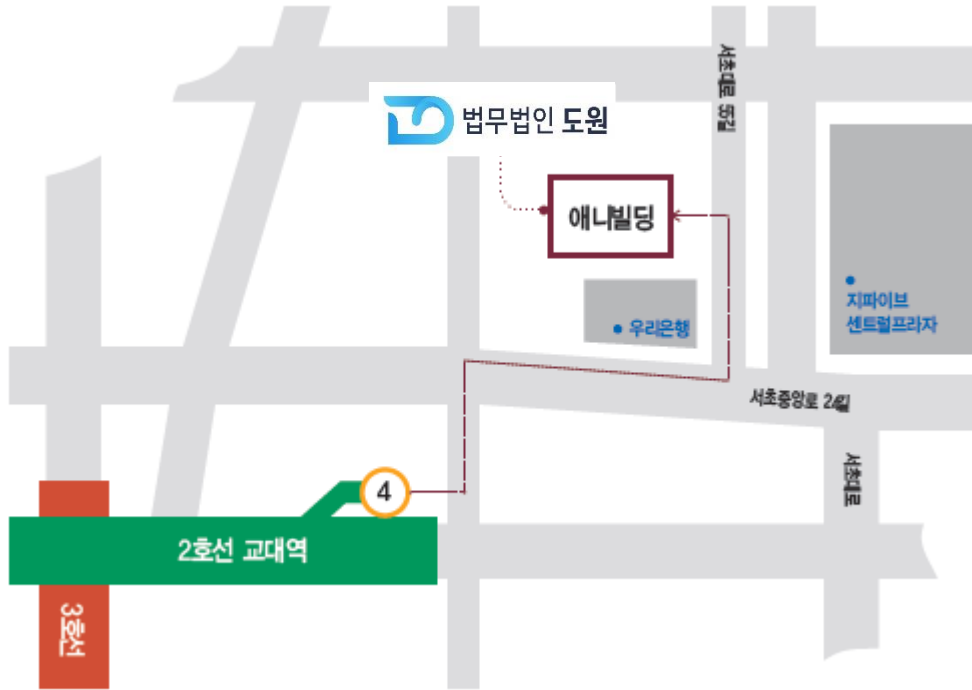 서초대로 55길
법무법인 도원
애니빌딩
지파이브
센트럴프라자
우리은행
서초중앙로 24길
서초대로
4
2호선 교대역
3호선